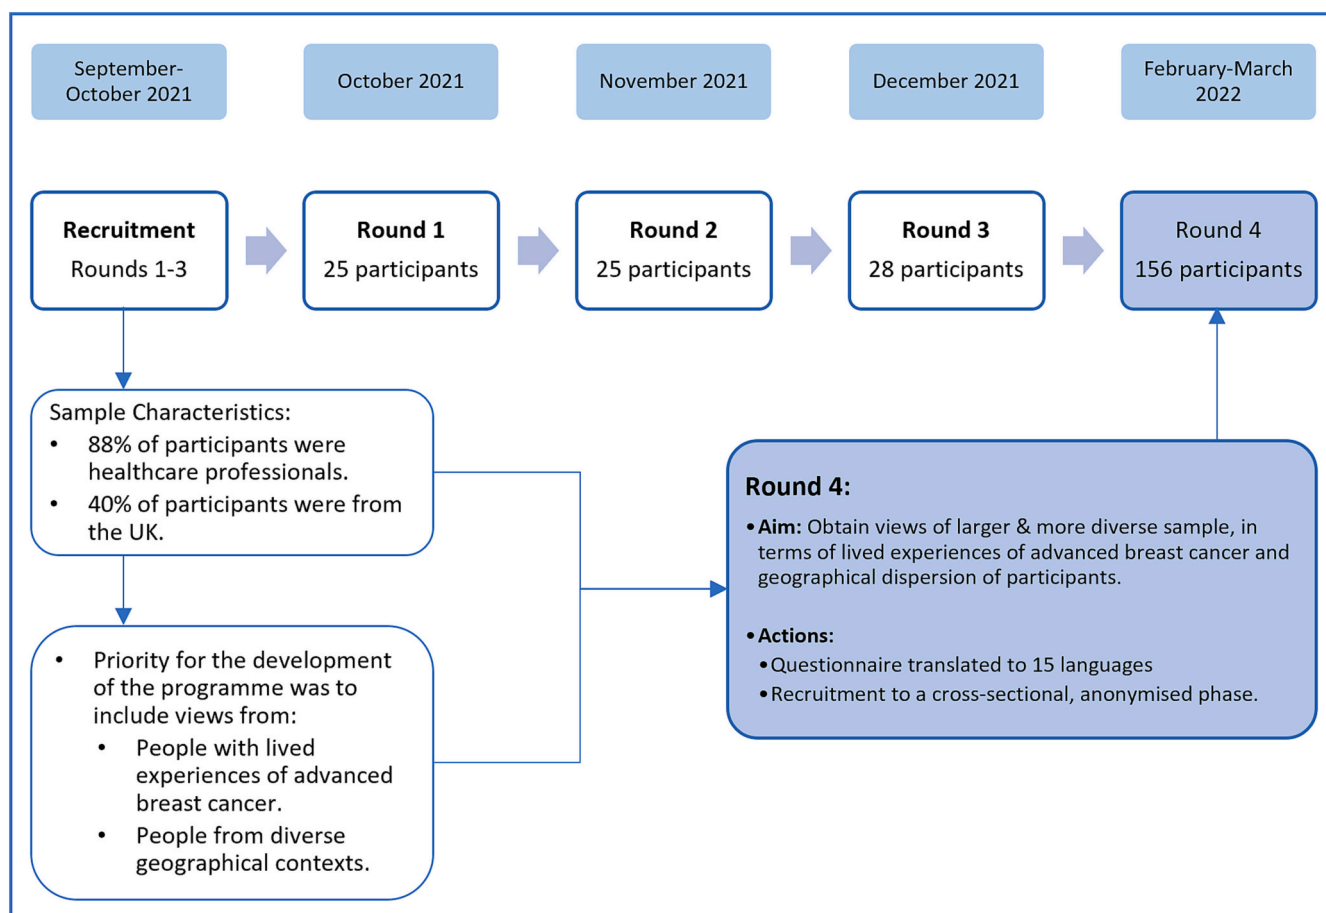 September-
October 2021
October 2021
November 2021
December 2021
February-March
2022
Recruitment
Rounds 1-3
Round 1
25 participants
Round 2
25 participants
Round 3
28 participants
Round 4
156 participants
Sample Characteristics:
• 88% of participants were
healthcare professionals.
• 40% of participants were from
the UK.
• Priority for the development
of the programme was to
include views from:
• People with lived
experiences of advanced
breast cancer.
• People from diverse
geographical contexts.
Round 4:
•Aim: Obtain views of larger & more diverse sample, in
terms of lived experiences of advanced breast cancer and
geographical dispersion of participants.
•Actions:
•Questionnaire translated to 15 languages
•Recruitment to a cross-sectional, anonymised phase.